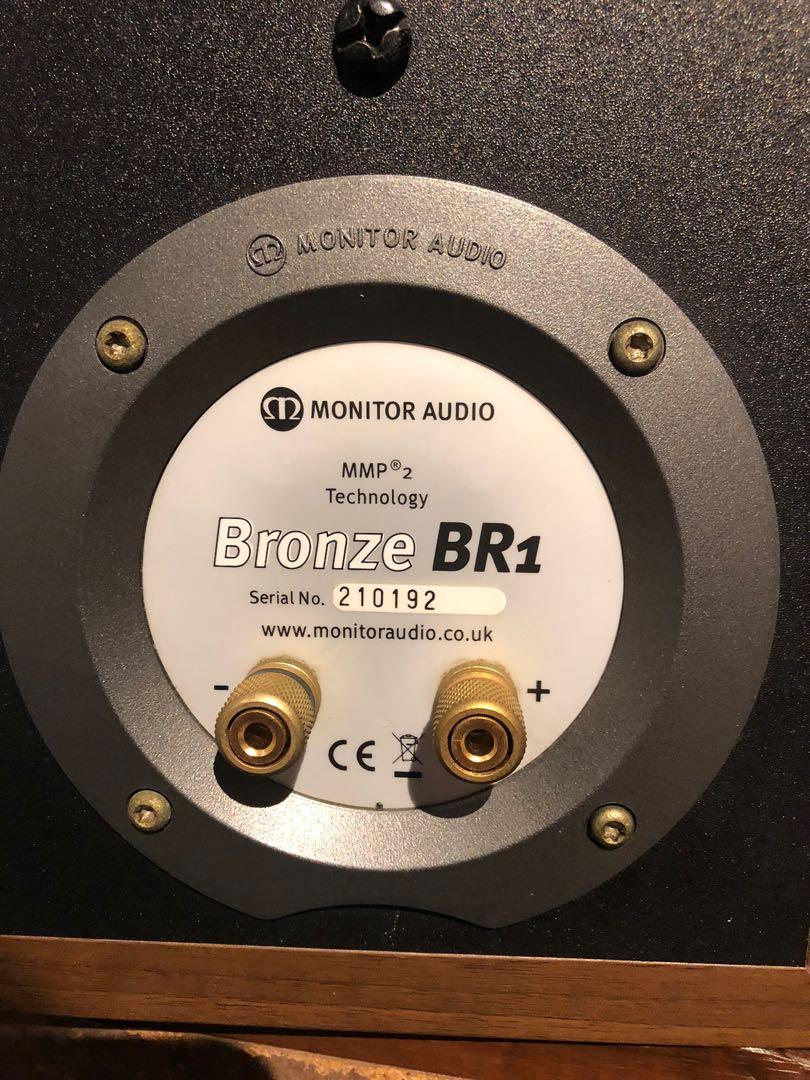 MONITOR AUDIO
MONITOR AUDIO
MMP®2
Technology
Bronze BR1
Serial No. 210192
www.monitoraudio.co.uk
- +
CE